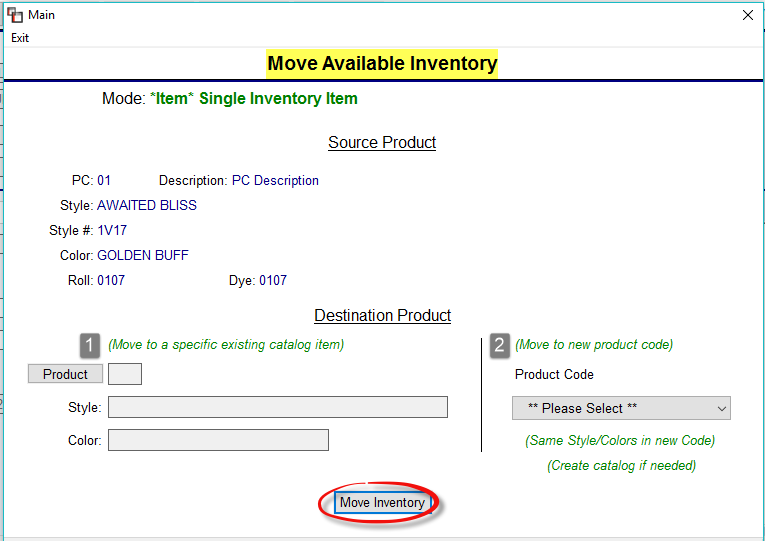 Main
Exit
Move Available Inventory
Mode: *Item* Single Inventory Item
Source Product
PC: 01 Description: PC Description
Style: AWAITED BLISS
Style #: 1V17
Color: GOLDEN BUFF
Roll: 0107 Dye: 0107
Destination Product
1 (Move to a specific existing catalog item)
Product
Style:
Color:
2 (Move to new product code)
Product Code
** Please Select **
(Same Style/Colors in new Code)
(Create catalog if needed)
Move Inventory